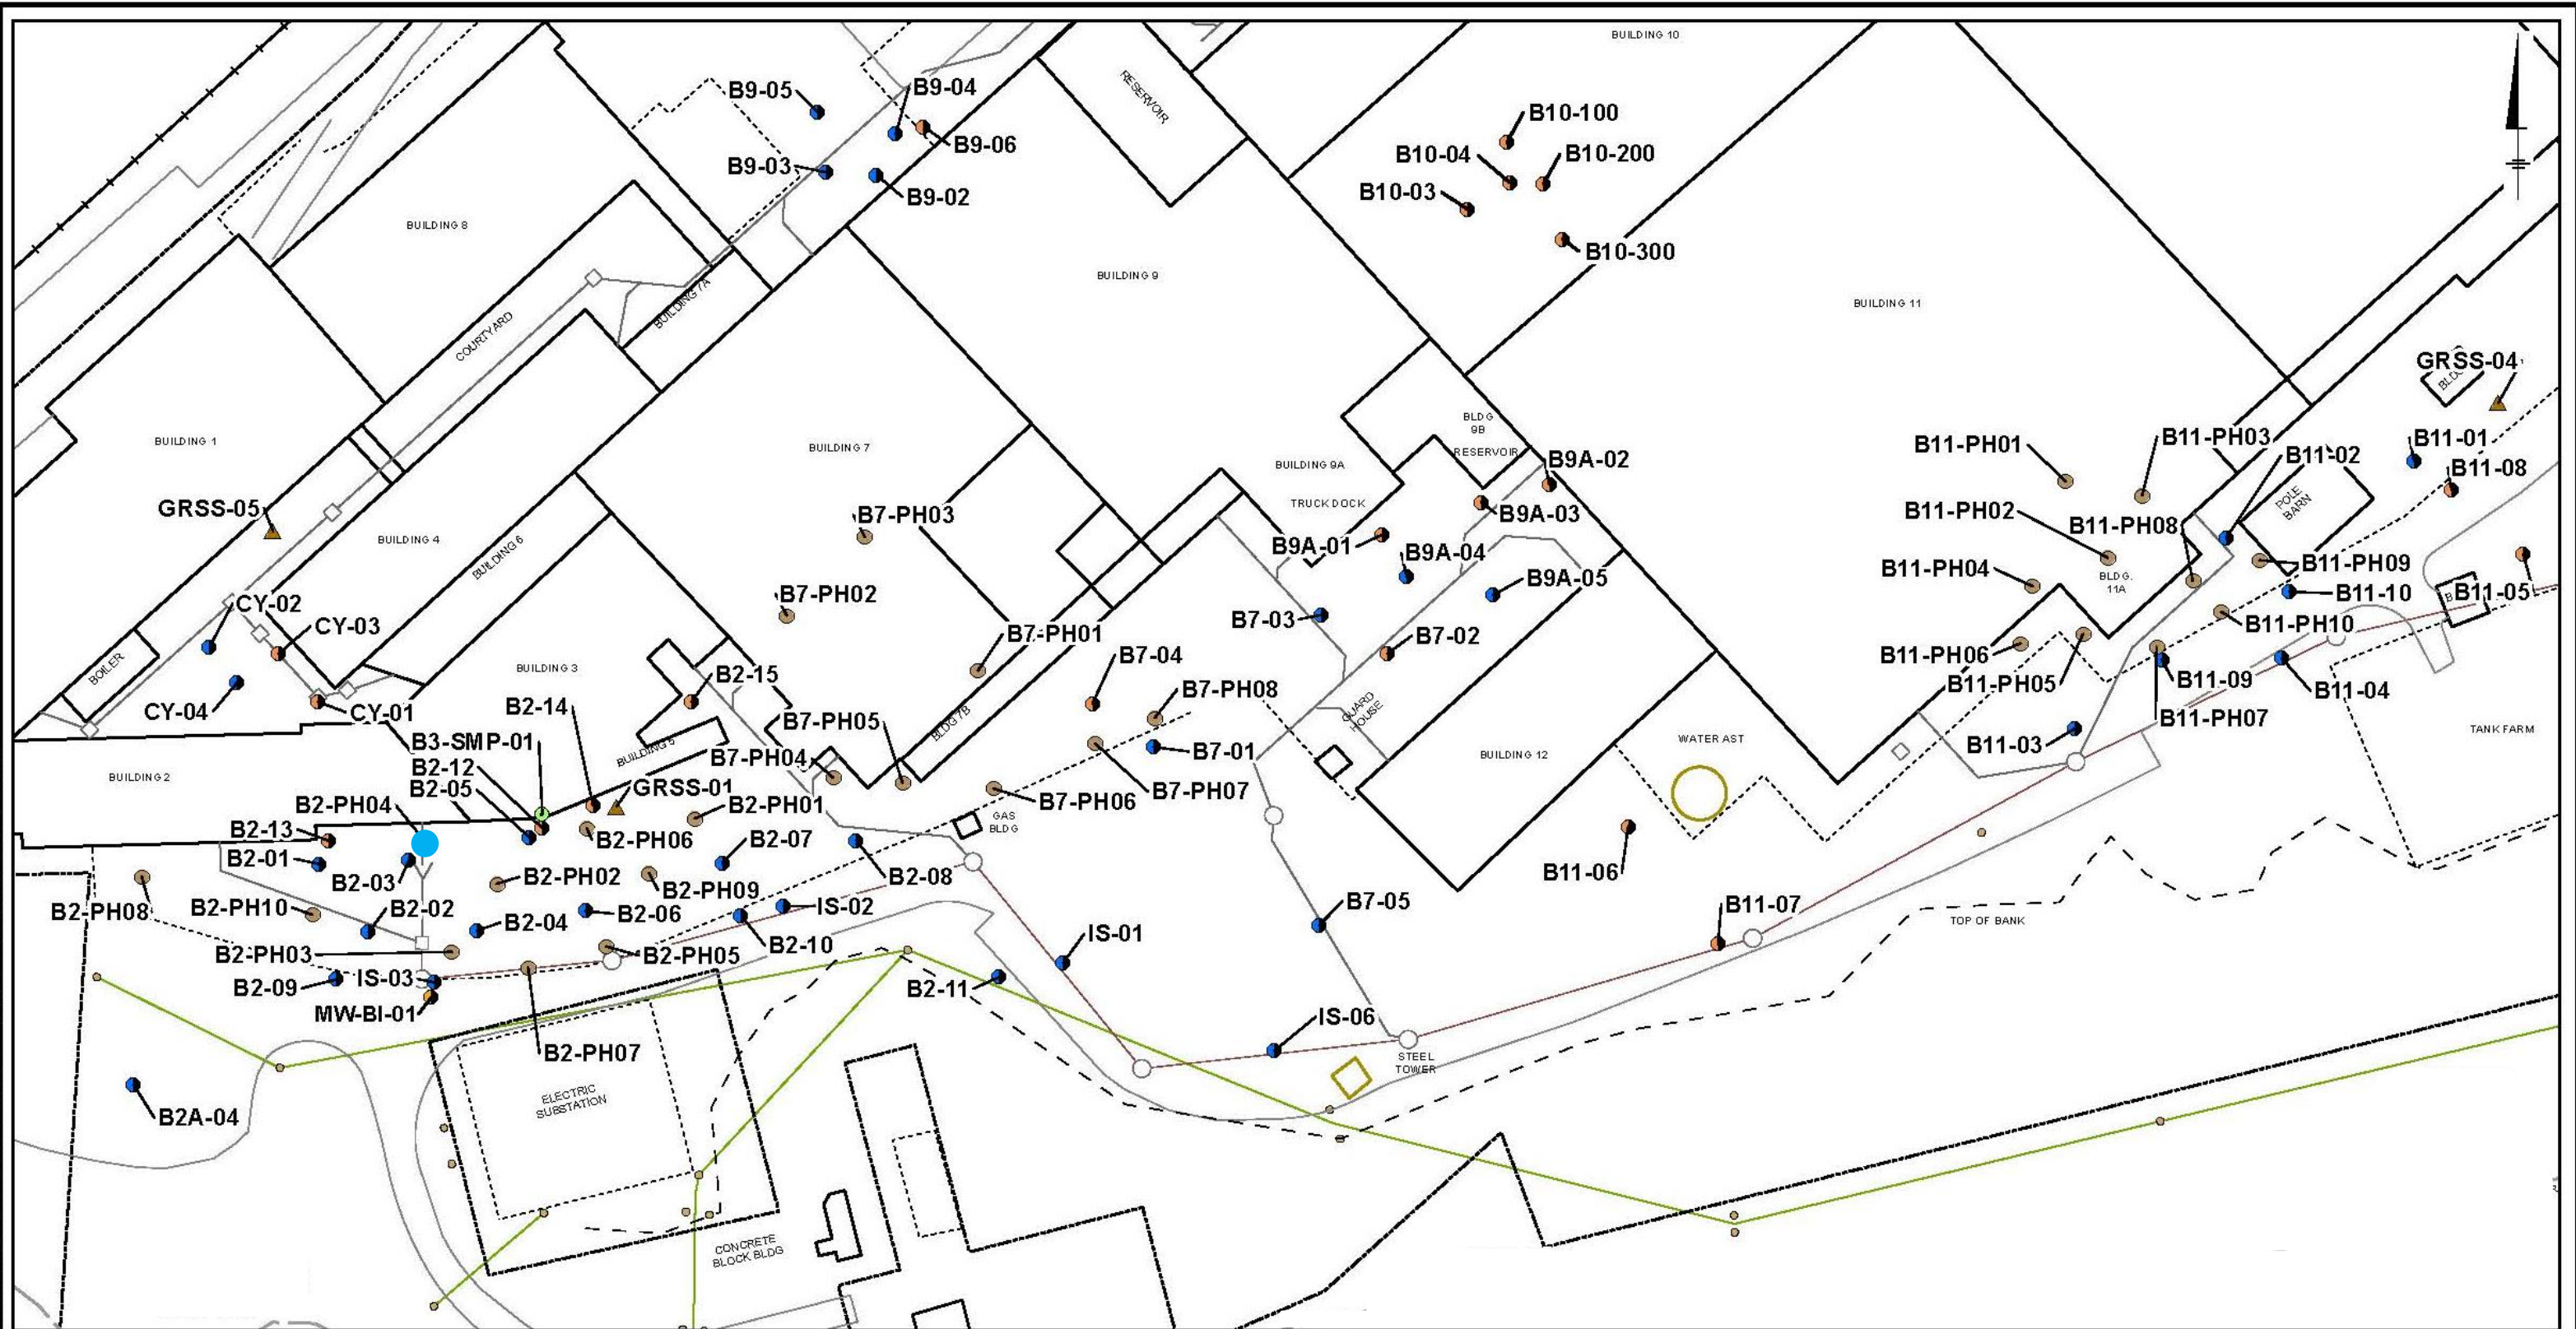 BUILDING 10
RESERVOIR
B9-05
B9-04
B9-06
B9-03
B9-02
B10-100
B10-04
B10-200
B10-03
B10-300
BUILDING 8
BUILDING 9
BUILDING 11
BUILDING 7A
COURTYARD
GRSS-04
BUILDING 1
BUILDING 7
BLDG
9B
RESERVOIR
BUILDING 9A
TRUCK DOCK
B9A-02
B9A-03
B9A-01
B9A-04
B9A-05
B11-PH01
B11-PH03
B11-02
B11-01
B11-08
B11-PH02
B11-PH08
POLE
BARN
B11-PH09
B11-PH04
BLDG.
11A
B11-10
B11-05
B11-PH10
B11-PH06
B11-PH05
B11-09
B11-04
B11-PH07
B11-03
TANK FARM
GRSS-05
BUILDING 4
BUILDING 6
B7-PH03
B7-PH02
B7-PH01
B7-03
B7-02
B7-04
B7-PH08
CY-02
CY-03
BOILER
CY-04
CY-01
BUILDING 3
B2-15
B2-14
B7-PH05
BLDG 7B
GUARD
HOUSE
B3-SMP-01
BUILDING 5
B7-PH04
B7-01
BUILDING 12
WATER AST
BUILDING 2
B2-12
B2-05
GRSS-01
B2-PH04
B2-PH01
B7-PH06
B7-PH07
GAS
BLDG
B2-13
B2-PH06
B2-07
B2-01
B2-03
B2-PH02
B2-PH09
B2-08
B11-06
B2-PH08
B2-PH10
B2-02
B2-04
B2-06
IS-02
B7-05
B11-07
TOP OF BANK
B2-PH03
B2-PH05
B2-10
IS-01
B2-09
IS-03
B2-11
MW-BI-01
IS-06
B2-PH07
STEEL
TOWER
ELECTRIC
SUBSTATION
B2A-04
CONCRETE
BLOCK BLDG